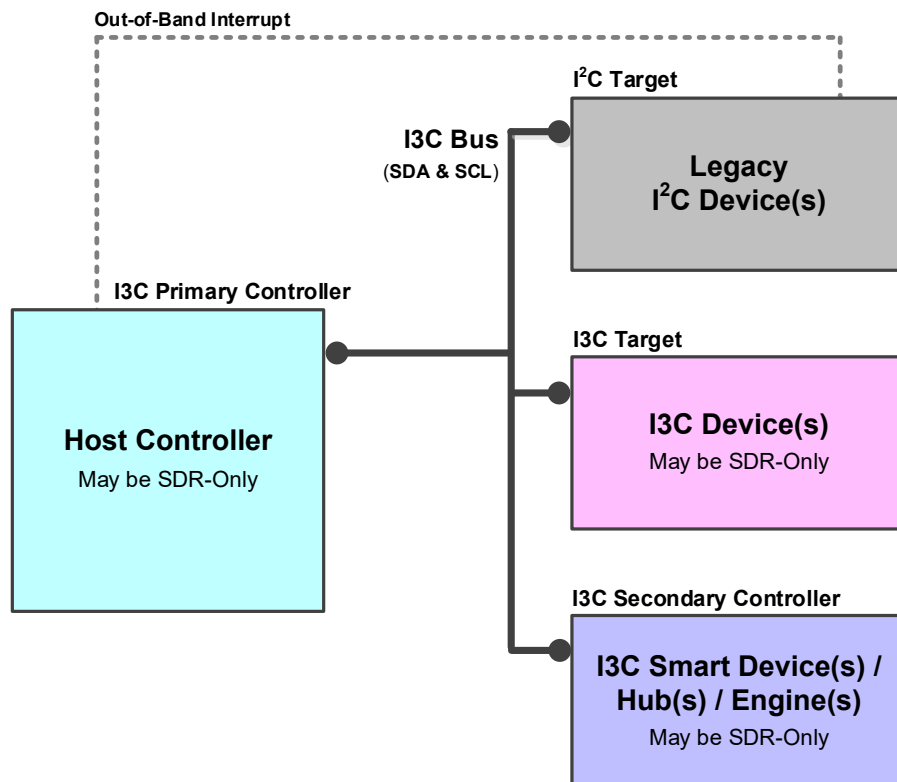 Out-of-Band Interrupt
I²C Target
I3C Bus
(SDA & SCL)
Legacy
I²C Device(s)
I3C Primary Controller
Host Controller
May be SDR-Only
I3C Target
I3C Device(s)
May be SDR-Only
I3C Secondary Controller
I3C Smart Device(s) /
Hub(s) / Engine(s)
May be SDR-Only